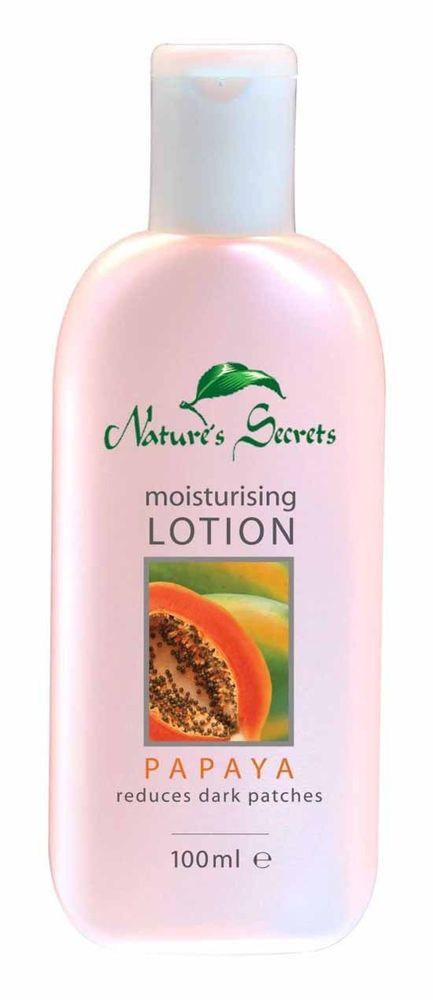 Nature's Secrets
moisturising
LOTION
PAPAYA
reduces dark patches
100ml ℮